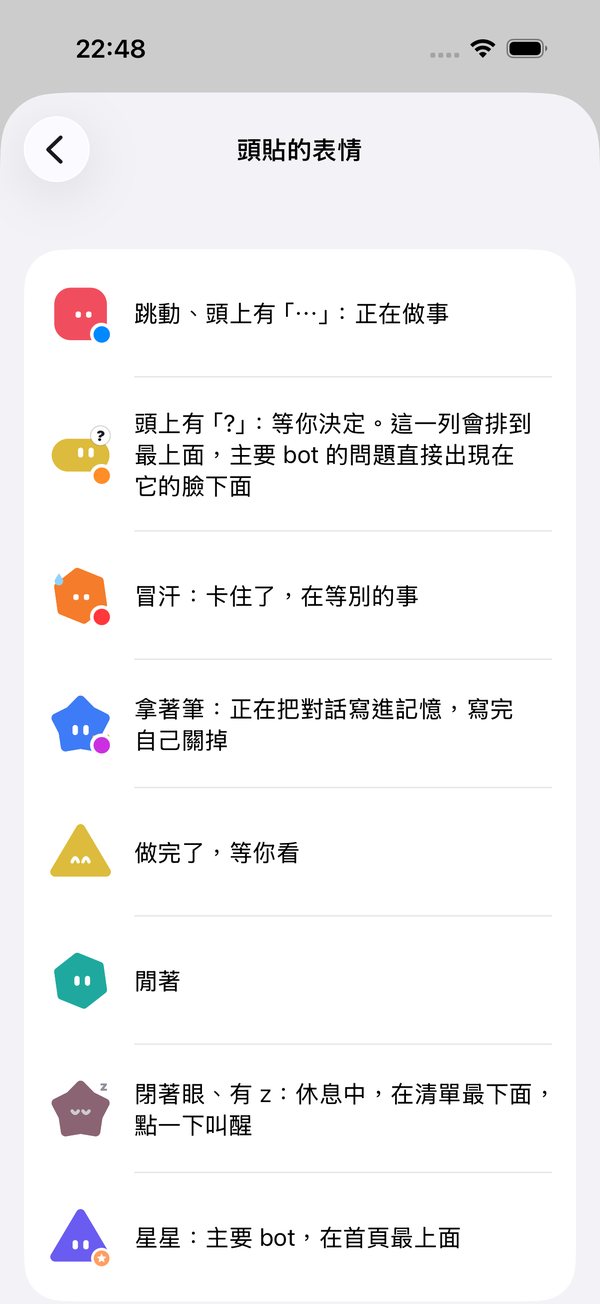 22:48
頭貼的表情
跳動、頭上有「⋯」：正在做事
?
頭上有「?」：等你決定。這一列會排到
最上面，主要 bot 的問題直接出現在
它的臉下面
冒汗：卡住了，在等別的事
拿著筆：正在把對話寫進記憶，寫完
自己關掉
做完了，等你看
閒著
z
閉著眼、有 z：休息中，在清單最下面，
點一下叫醒
星星：主要 bot，在首頁最上面